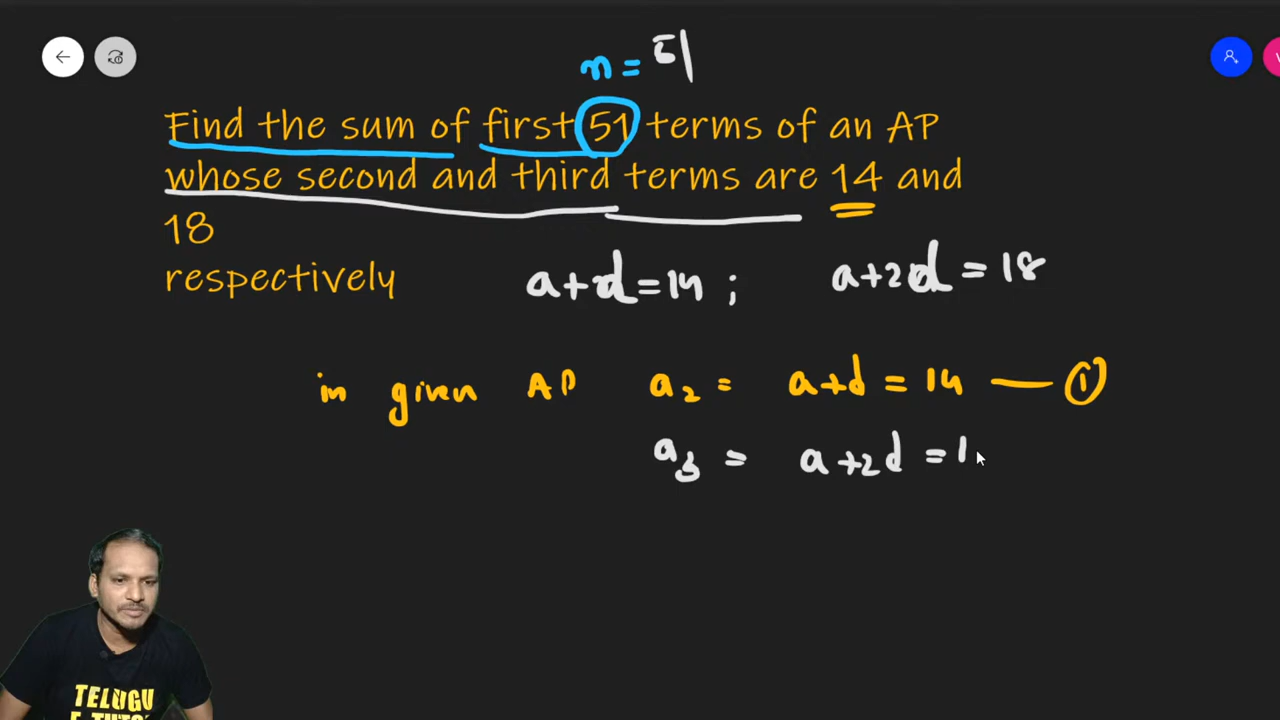 n = 51
Find the sum of first 51 terms of an AP
whose second and third terms are 14 and
18
respectively
a+d=14 ; a+2d=18
in given AP a₂ = a+d = 14 — ①
a₃ = a+2d = 1
TELUGU
E-TUTO